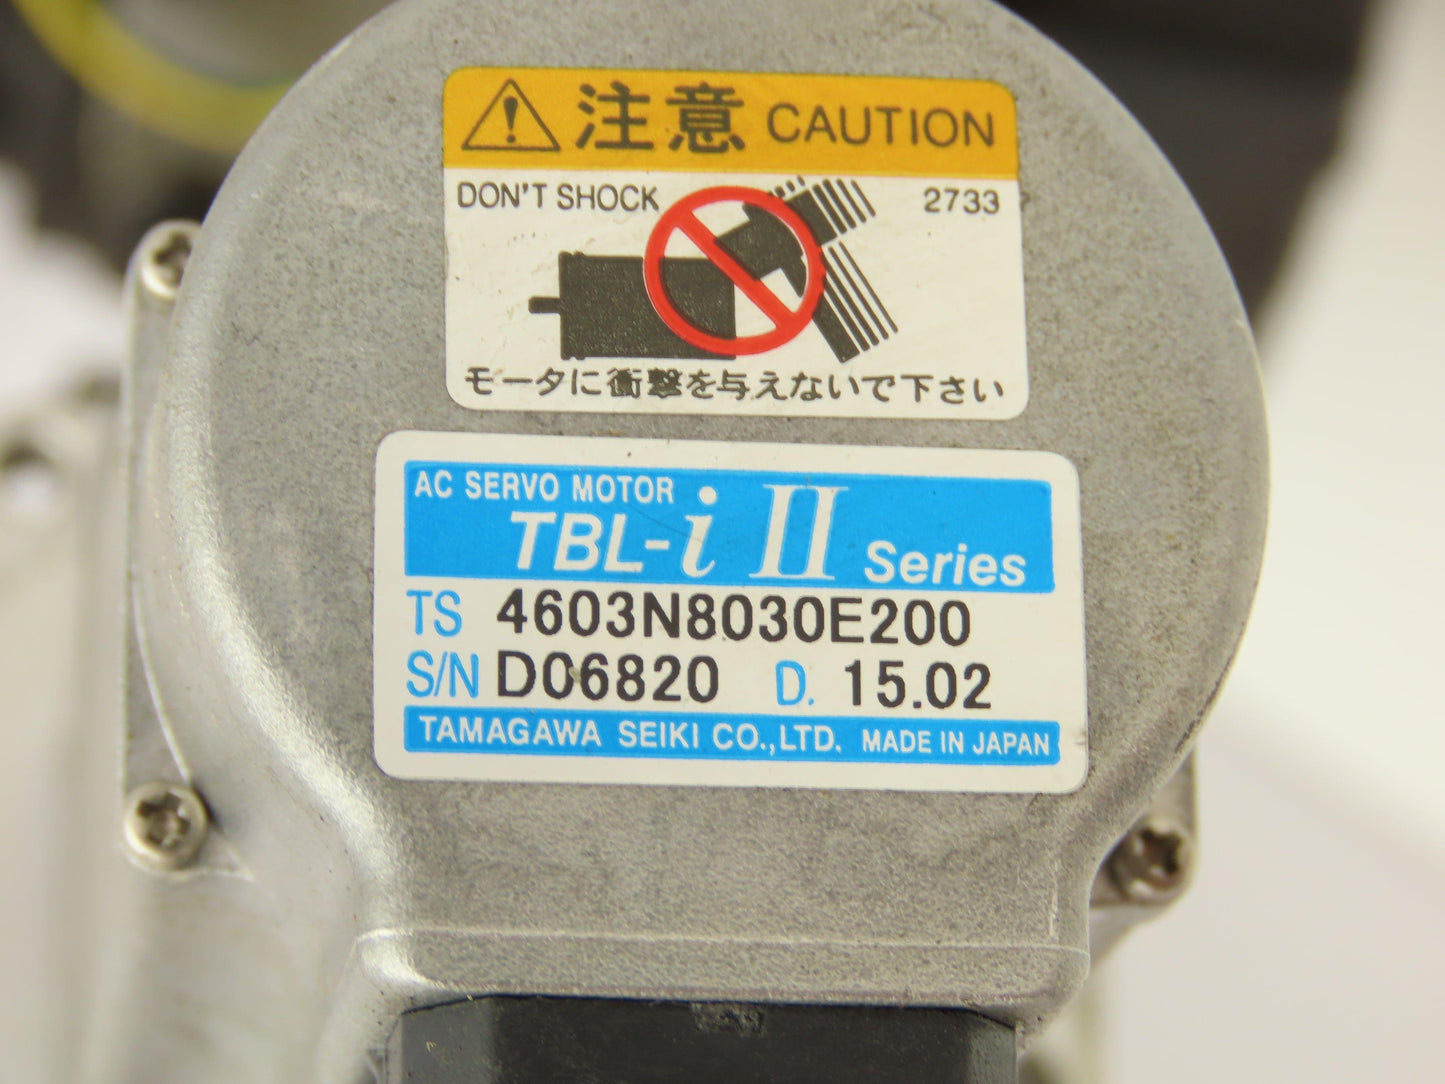 注意 CAUTION
DON'T SHOCK 2733
モータに衝撃を与えないで下さい
AC SERVO MOTOR
TBL-i II Series
TS 4603N8030E200
S/N D06820 D. 15.02
TAMAGAWA SEIKI CO.,LTD. MADE IN JAPAN